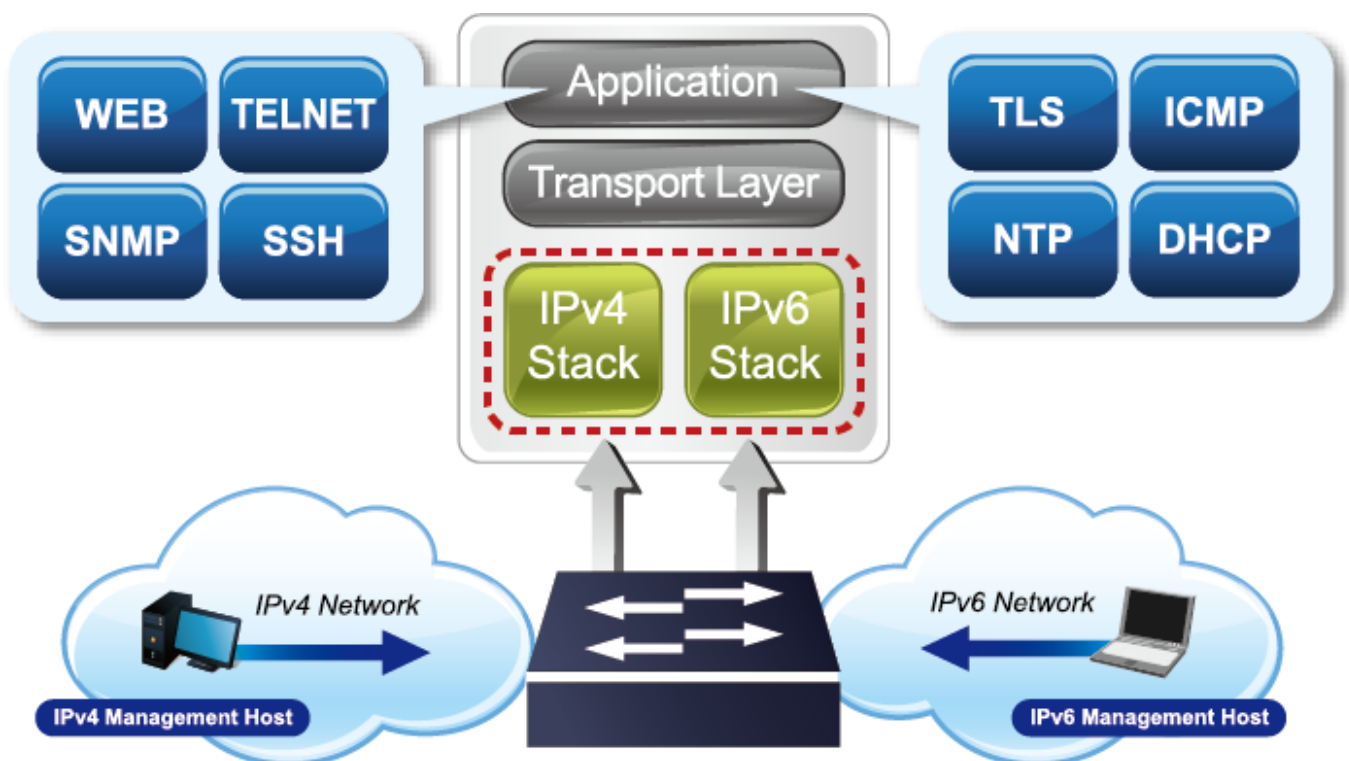 WEB
TELNET
SNMP
SSH
Application
Transport Layer
IPv4
Stack
IPv6
Stack
TLS
ICMP
NTP
DHCP
IPv4 Network
IPv4 Management Host
IPv6 Network
IPv6 Management Host